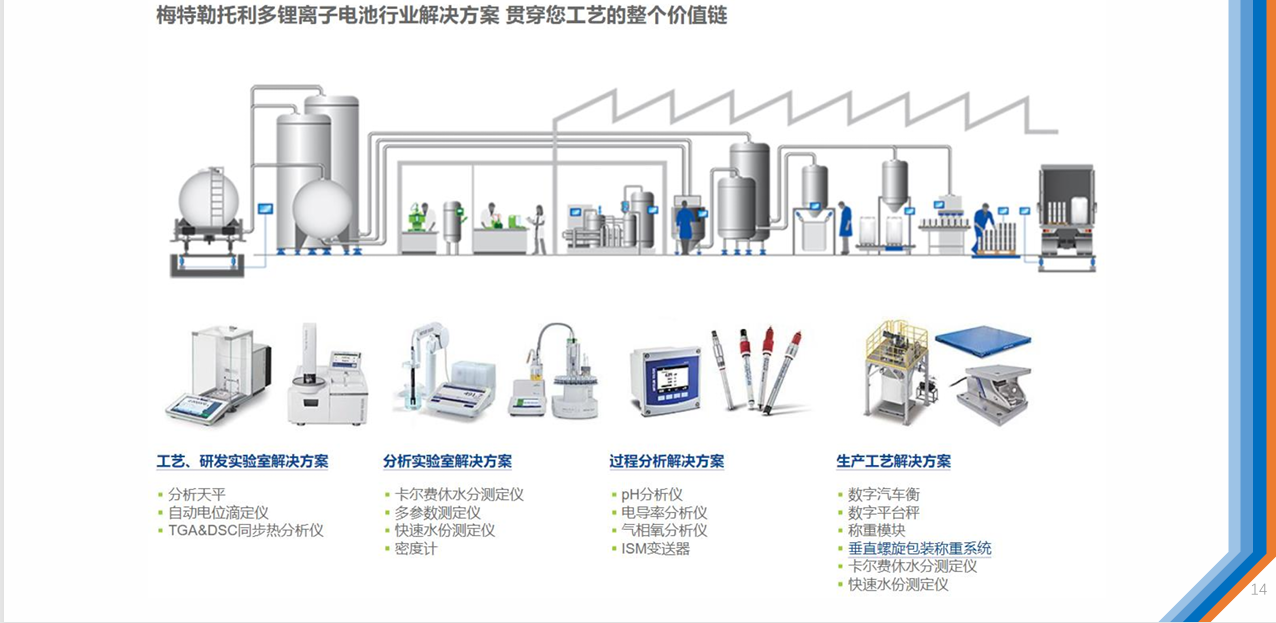 梅特勒托利多锂离子电池行业解决方案 贯穿您工艺的整个价值链
工艺、研发实验室解决方案
分析天平
自动电位滴定仪
TGA&DSC同步热分析仪
分析实验室解决方案
卡尔费休水分测定仪
多参数测定仪
快速水份测定仪
密度计
过程分析解决方案
pH分析仪
电导率分析仪
气相氧分析仪
ISM变送器
生产工艺解决方案
数字汽车衡
数字平台秤
称重模块
垂直螺旋包装称重系统
卡尔费休水分测定仪
快速水份测定仪
14